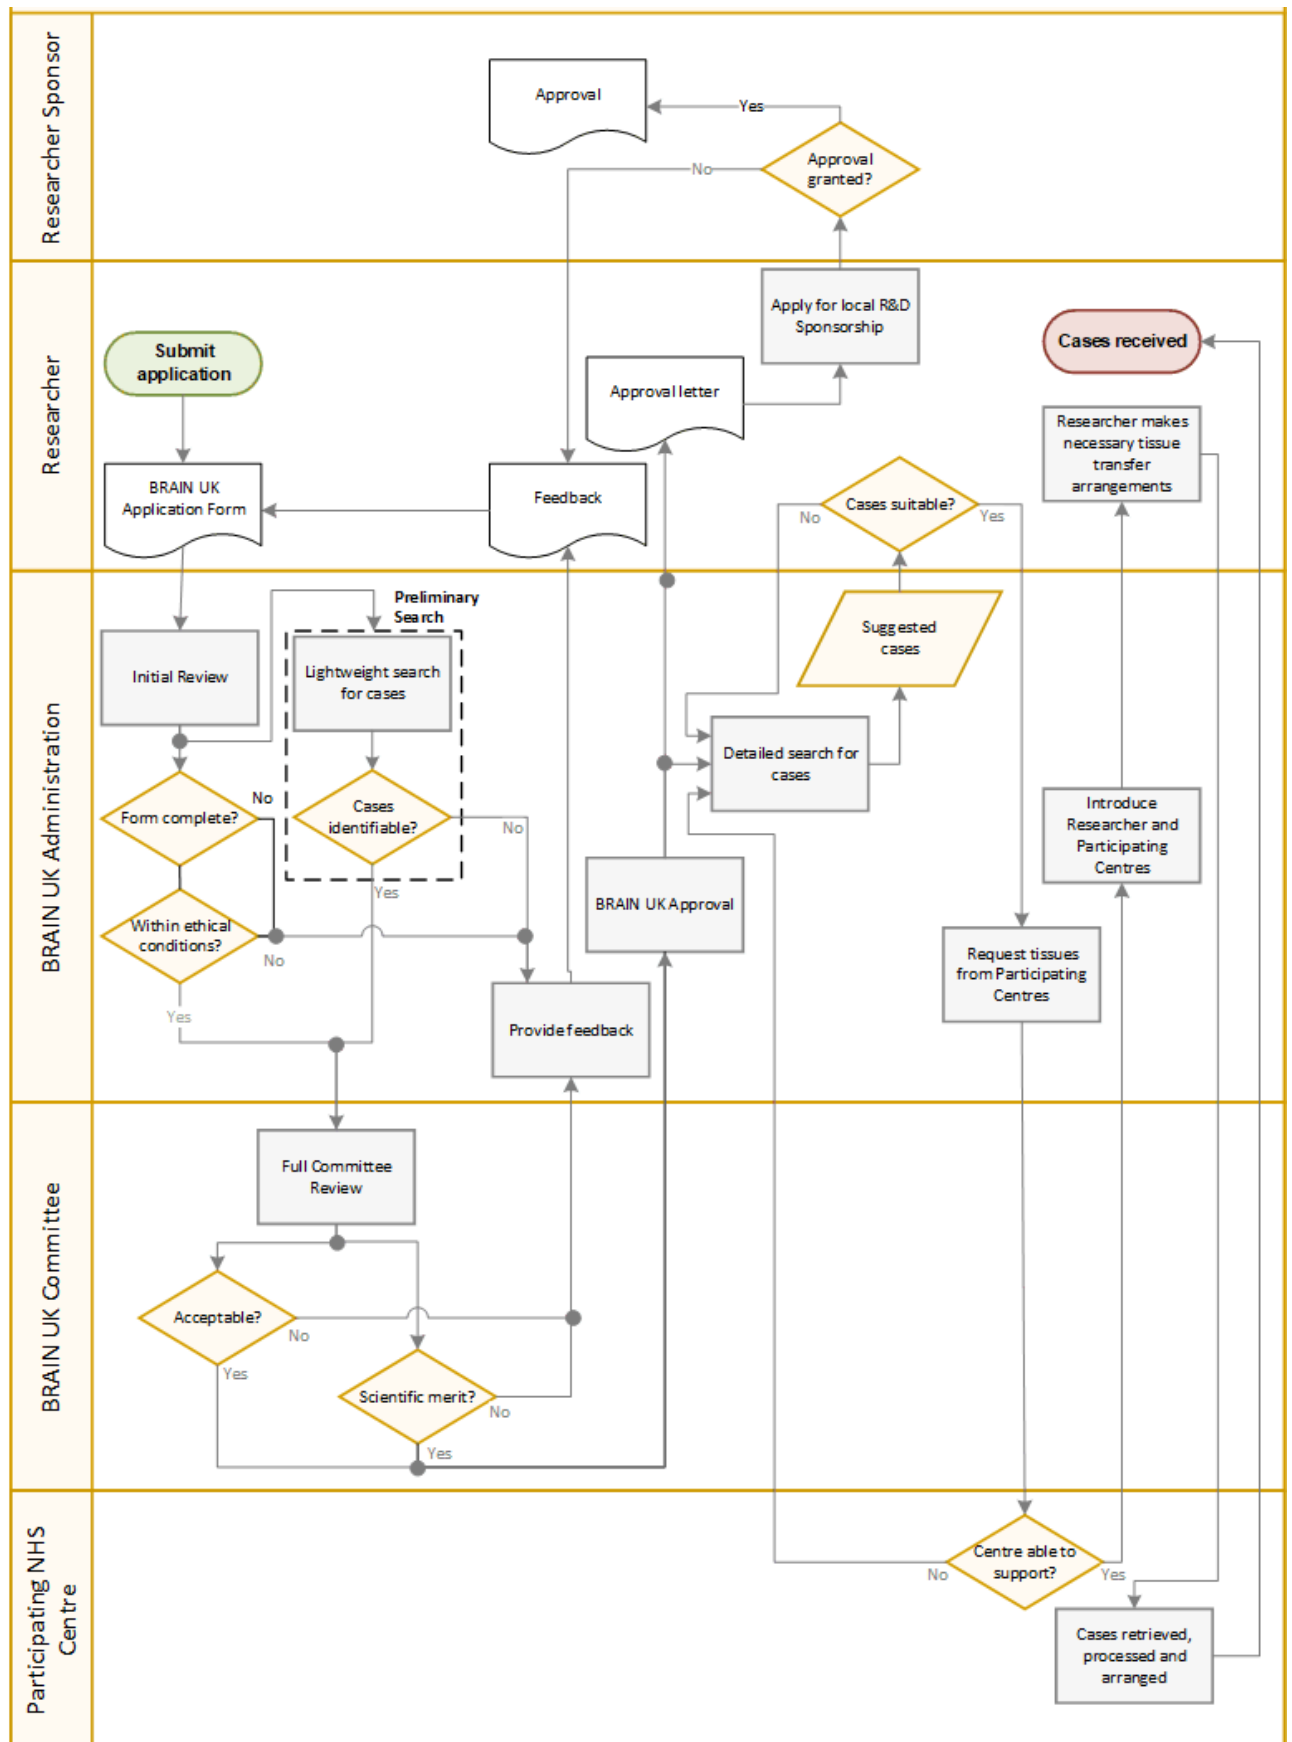 Researcher Sponsor
Approval
Yes
Approval
granted?
No
Researcher
Apply for local R&D
Sponsorship
Submit
application
Cases received
Approval letter
Researcher makes
necessary tissue
transfer
arrangements
BRAIN UK
Application Form
Feedback
Cases suitable?
No
Yes
BRAIN UK Administration
Preliminary
Search
Initial Review
Lightweight search
for cases
Suggested
cases
Detailed search for
cases
Form complete?
No
Cases
identifiable?
No
Yes
Introduce
Researcher and
Participating
Centres
BRAIN UK Approval
Within ethical
conditions?
No
Yes
Request tissues
from Participating
Centres
Provide feedback
BRAIN UK Committee
Full Committee
Review
Acceptable?
No
Yes
Scientific merit?
No
Yes
Participating NHS
Centre
Centre able to
support?
No
Yes
Cases retrieved,
processed and
arranged